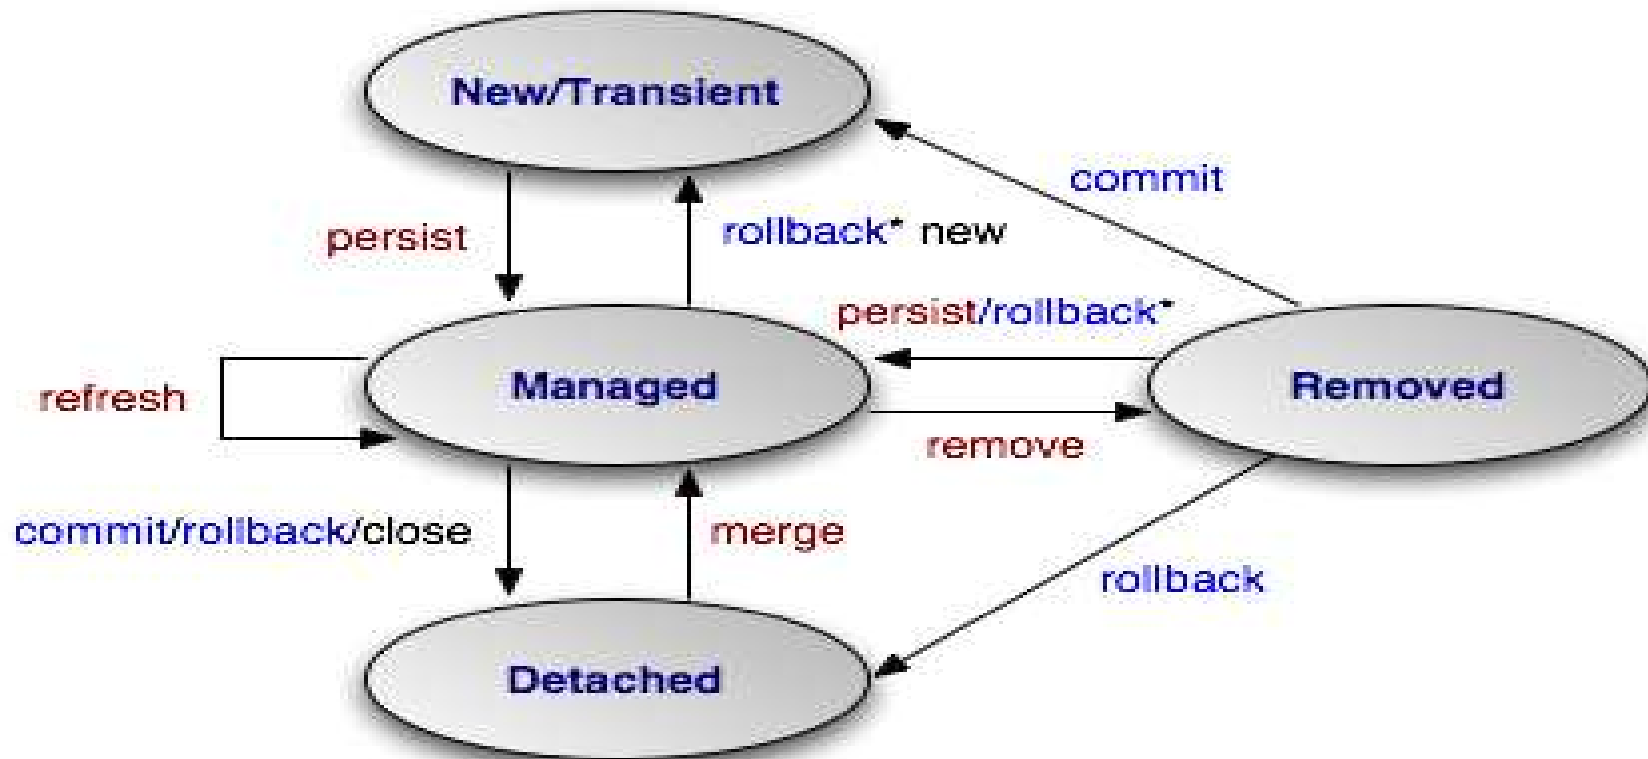 New/Transient
commit
persist
rollback* new
persist/rollback*
refresh
Managed
Removed
remove
commit/rollback/close
merge
rollback
Detached